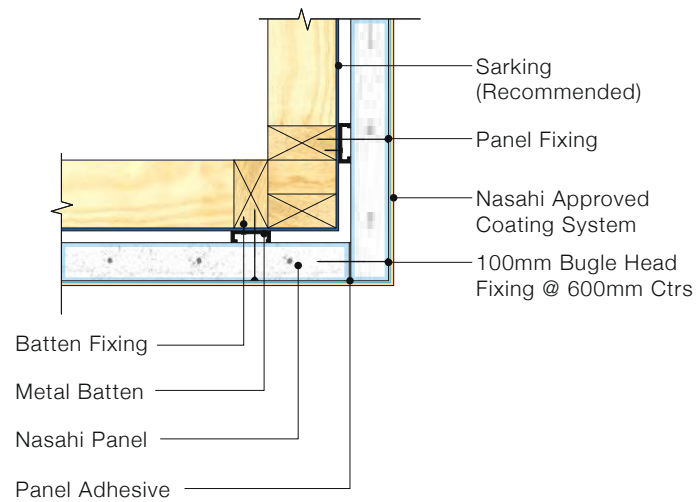 Sarking
(Recommended)
Panel Fixing
Nasahi Approved
Coating System
100mm Bugle Head
Fixing @ 600mm Ctrs
Batten Fixing
Metal Batten
Nasahi Panel
Panel Adhesive